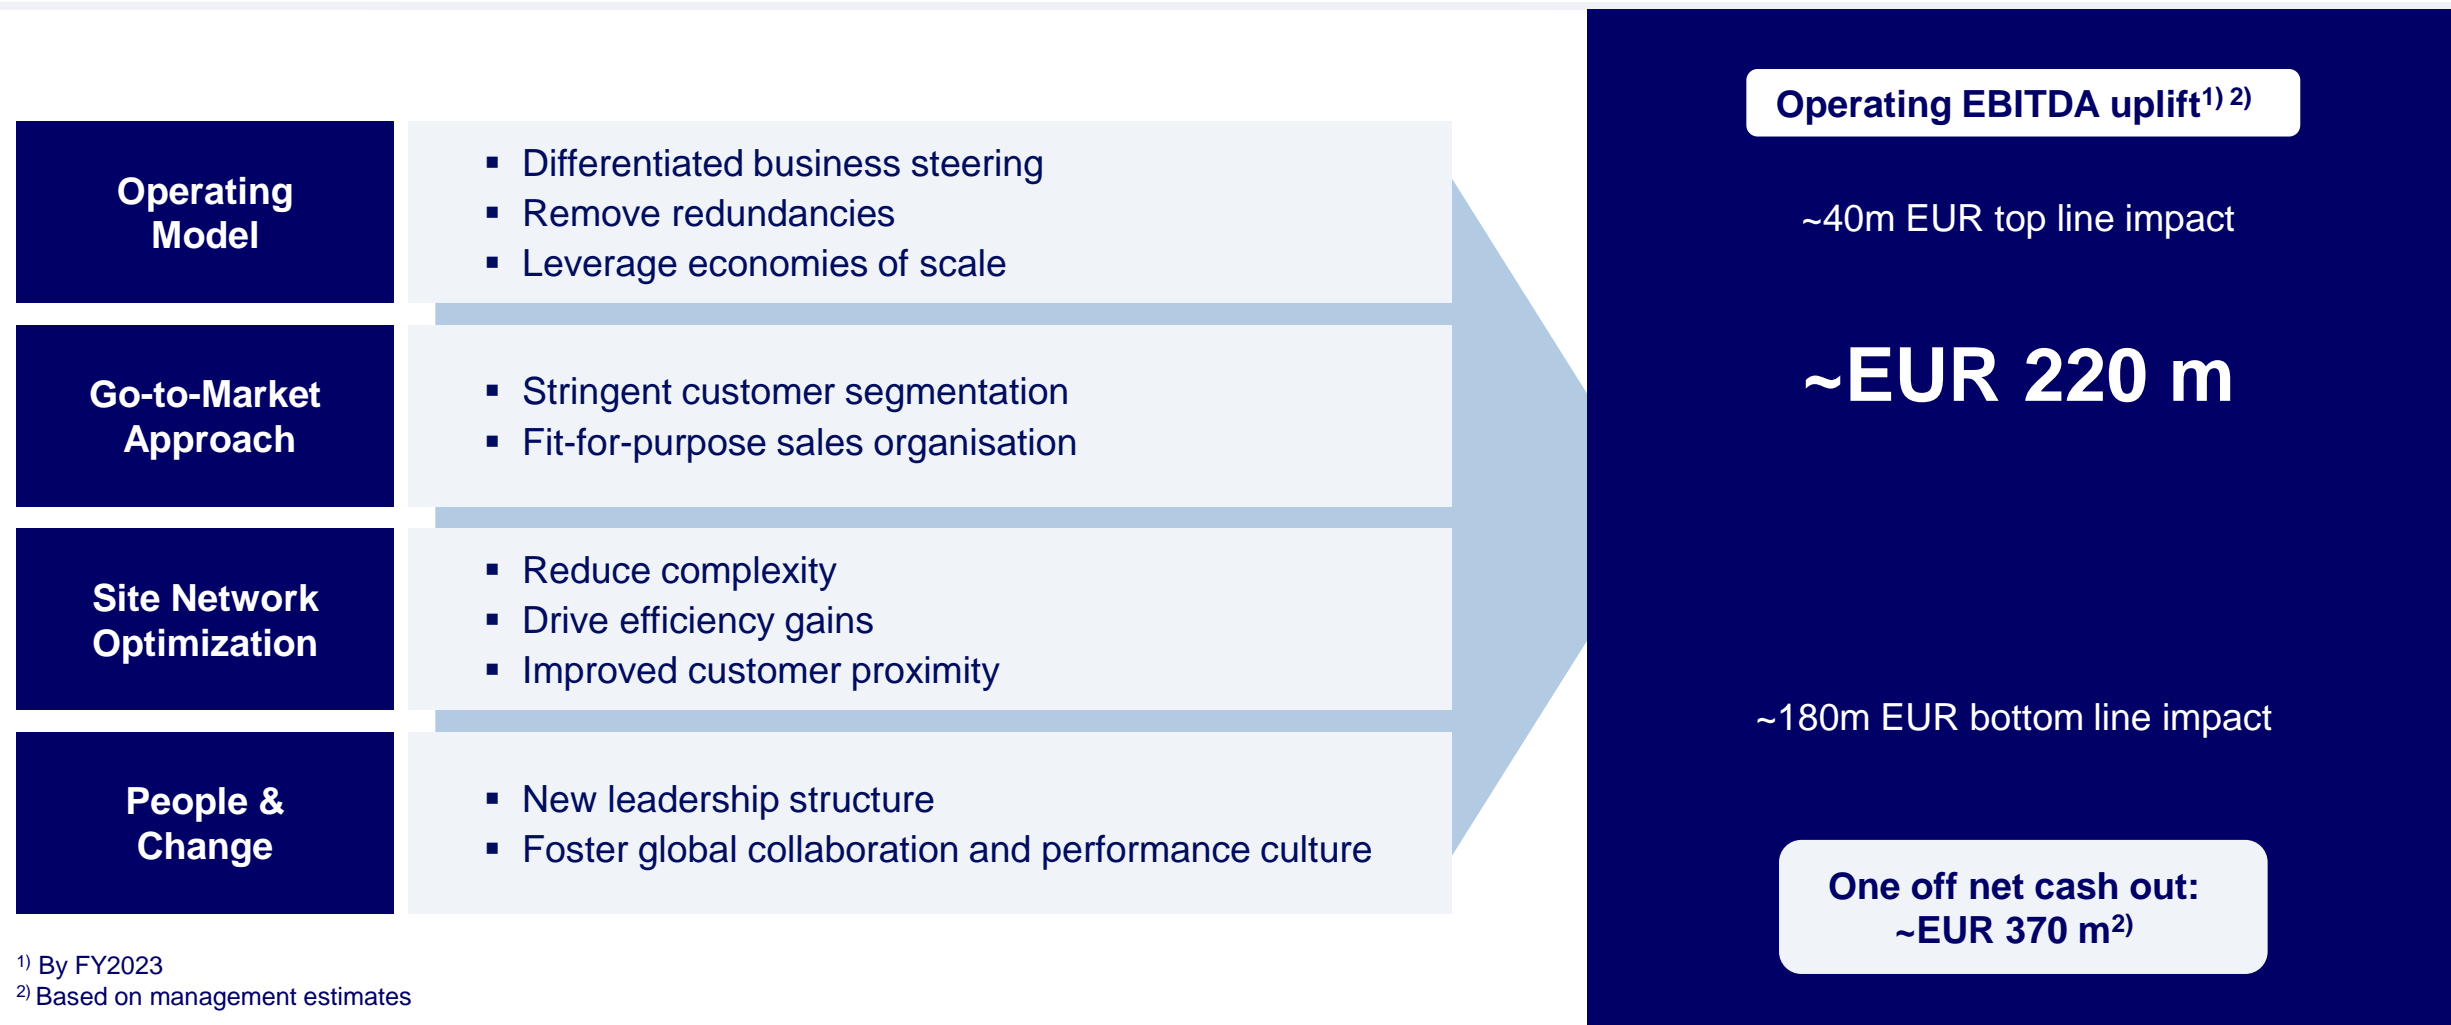 Operating
Model
▪ Differentiated business steering
▪ Remove redundancies
▪ Leverage economies of scale
Go-to-Market
Approach
▪ Stringent customer segmentation
▪ Fit-for-purpose sales organisation
Site Network
Optimization
▪ Reduce complexity
▪ Drive efficiency gains
▪ Improved customer proximity
People &
Change
▪ New leadership structure
▪ Foster global collaboration and performance culture
Operating EBITDA uplift¹⁾ ²⁾
~40m EUR top line impact
~EUR 220 m
~180m EUR bottom line impact
One off net cash out:
~EUR 370 m²⁾
¹⁾ By FY2023
²⁾ Based on management estimates